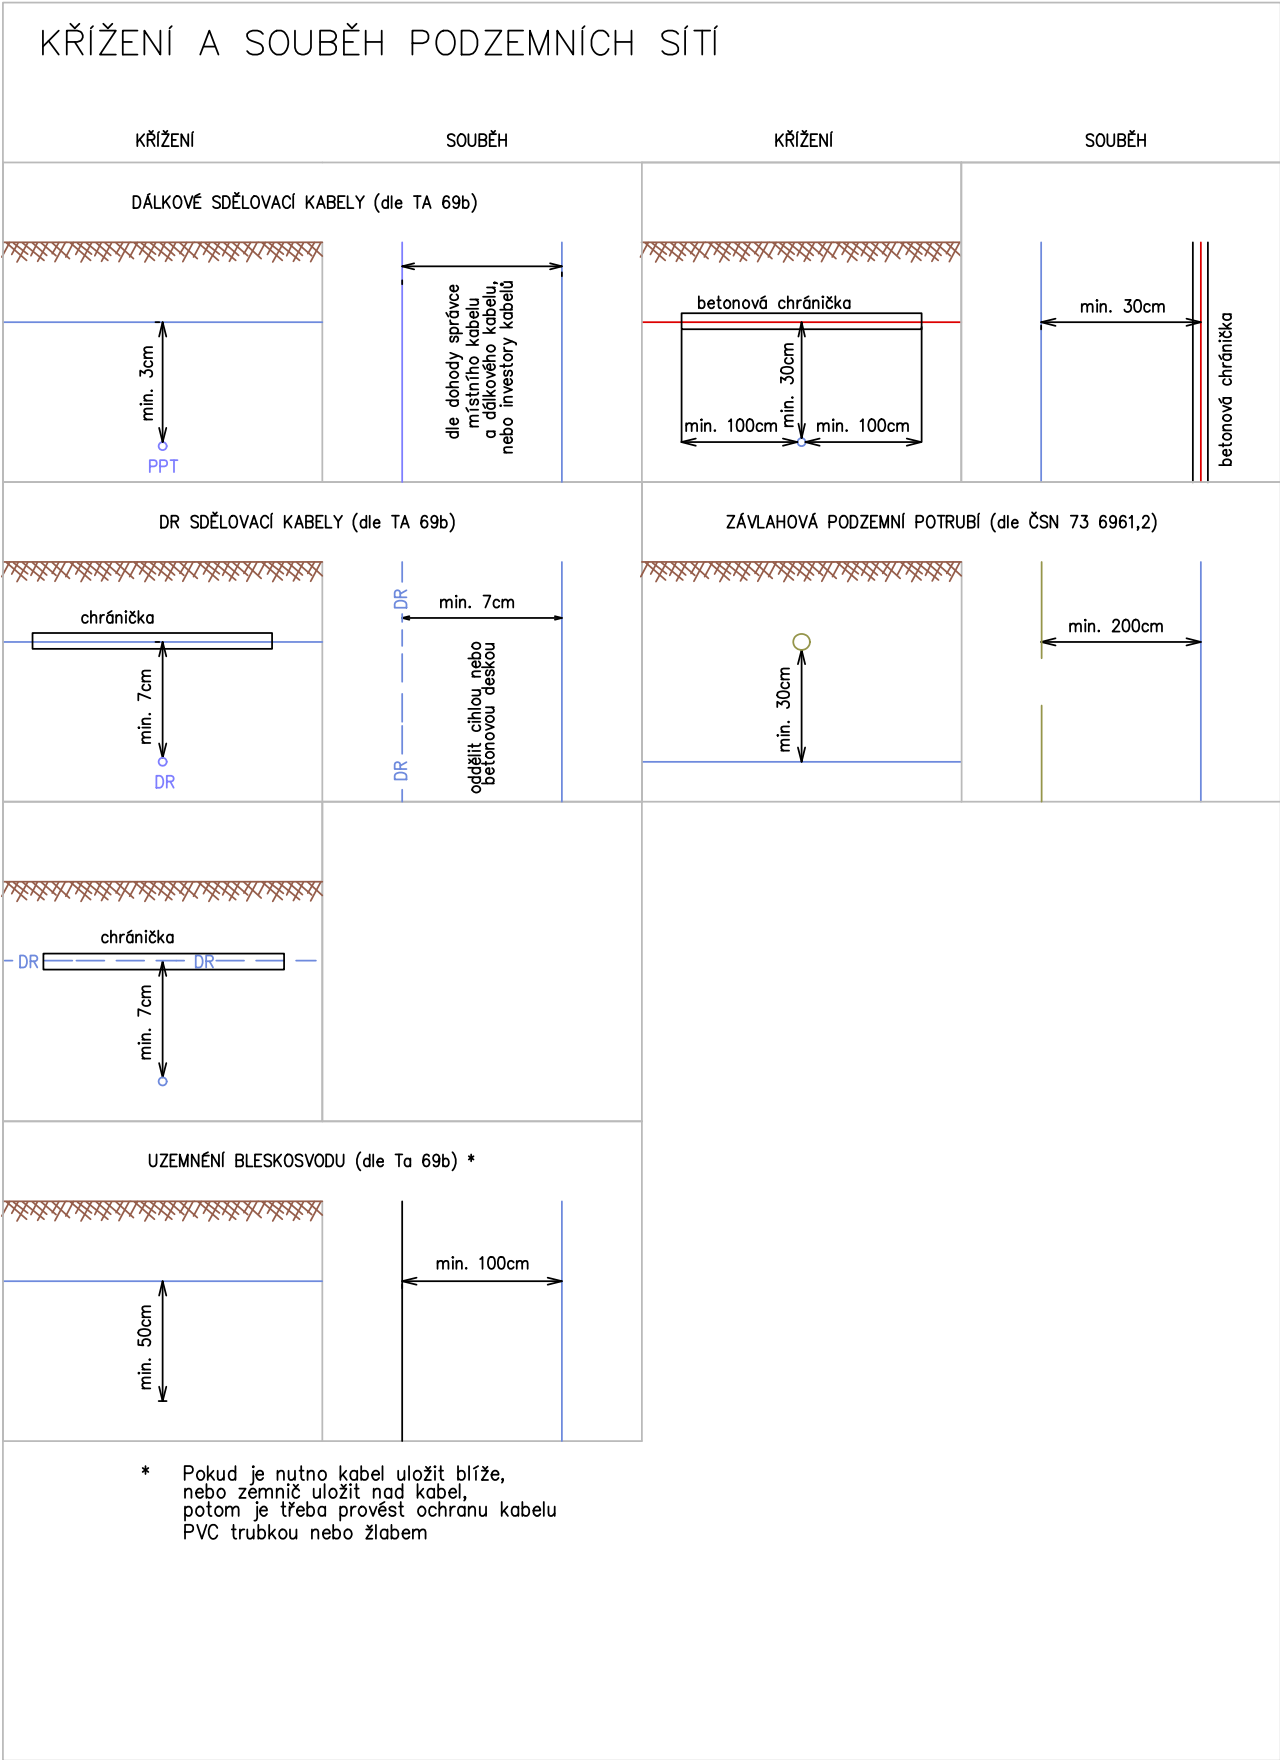 KŘÍŽENÍ A SOUBĚH PODZEMNÍCH SÍTÍ
KŘÍŽENÍ
SOUBĚH
KŘÍŽENÍ
SOUBĚH
DÁLKOVÉ SDĚLOVACÍ KABELY (dle TA 69b)
min. 3cm
PPT
dle dohody správce
místního kabelu
a dálkového kabelu,
nebo investory kabelů
betonová chránička
min. 30cm
min. 100cm
min. 100cm
min. 30cm
betonová chránička
DR SDĚLOVACÍ KABELY (dle TA 69b)
chránička
min. 7cm
DR
DR
min. 7cm
oddělit cihlou nebo
betonovou deskou
DR
ZÁVLAHOVÁ PODZEMNÍ POTRUBÍ (dle ČSN 73 6961,2)
min. 30cm
min. 200cm
chránička
DR
DR
min. 7cm
UZEMNÉNÍ BLESKOSVODU (dle Ta 69b) *
min. 50cm
min. 100cm
* Pokud je nutno kabel uložit blíže,
nebo zemnič uložit nad kabel,
potom je třeba provést ochranu kabelu
PVC trubkou nebo žlabem